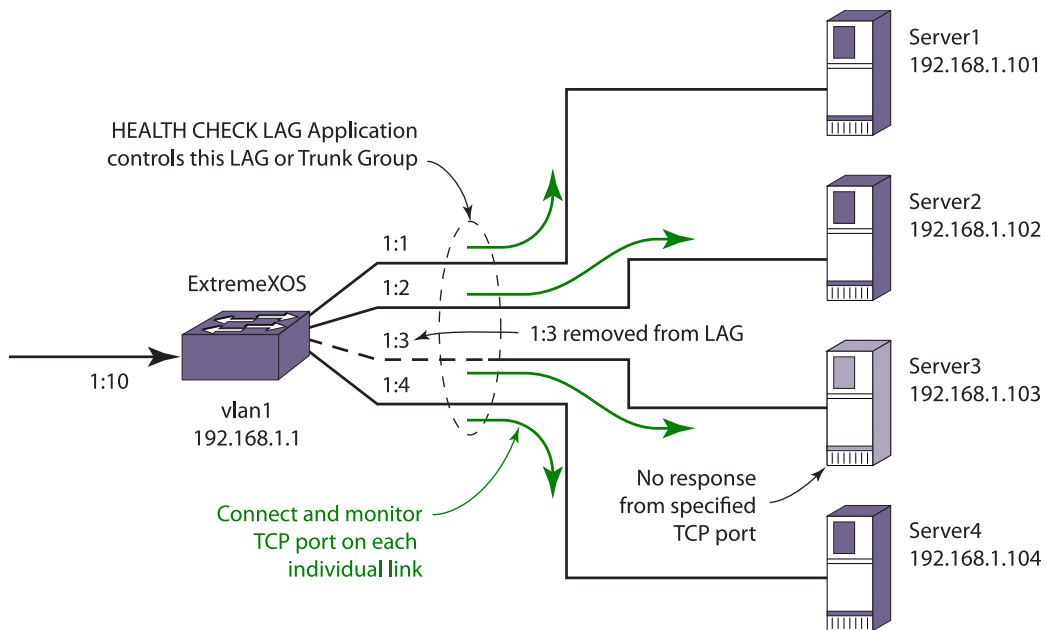 Server1
192.168.1.101
HEALTH CHECK LAG Application
controls this LAG or Trunk Group
Server2
192.168.1.102
1:1
ExtremeXOS
1:2
1:3
1:3 removed from LAG
1:10
1:4
Server3
192.168.1.103
vlan1
192.168.1.1
No response
from specified
TCP port
Connect and monitor
TCP port on each
individual link
Server4
192.168.1.104